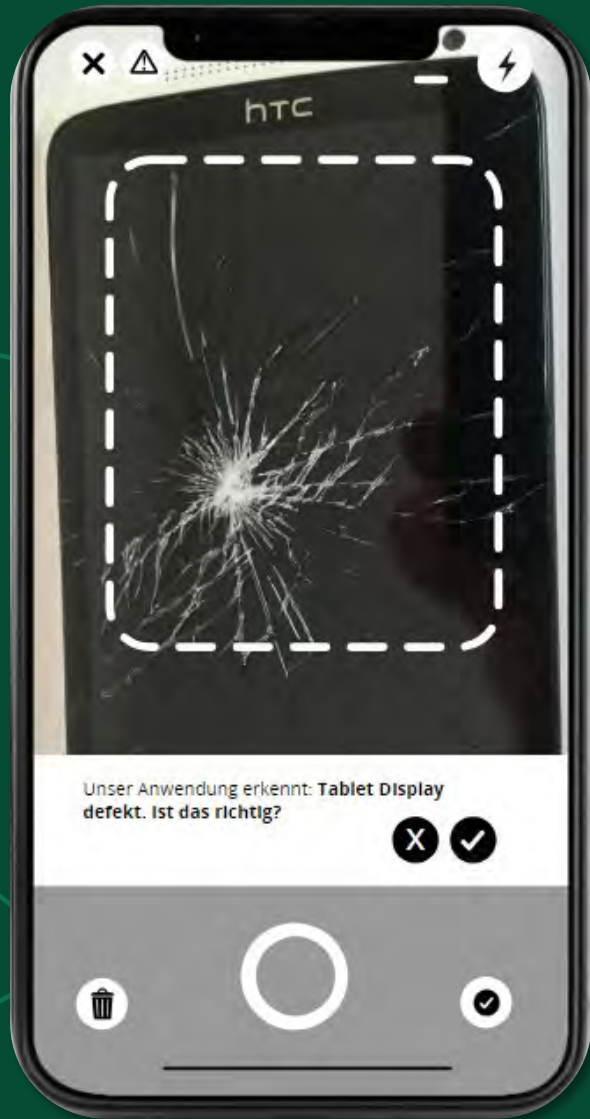 hTC
Unser Anwendung erkennt: Tablet Display
defekt. Ist das richtig?
X